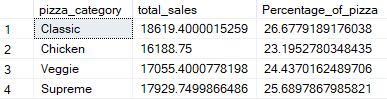 pizza_category total_sales Percentage_of_pizza
1 Classic 18619.4000015259 26.6779189176038
2 Chicken 16188.75 23.1952780348435
3 Veggie 17055.4000778198 24.4370162489706
4 Supreme 17929.7499866486 25.6897867985821